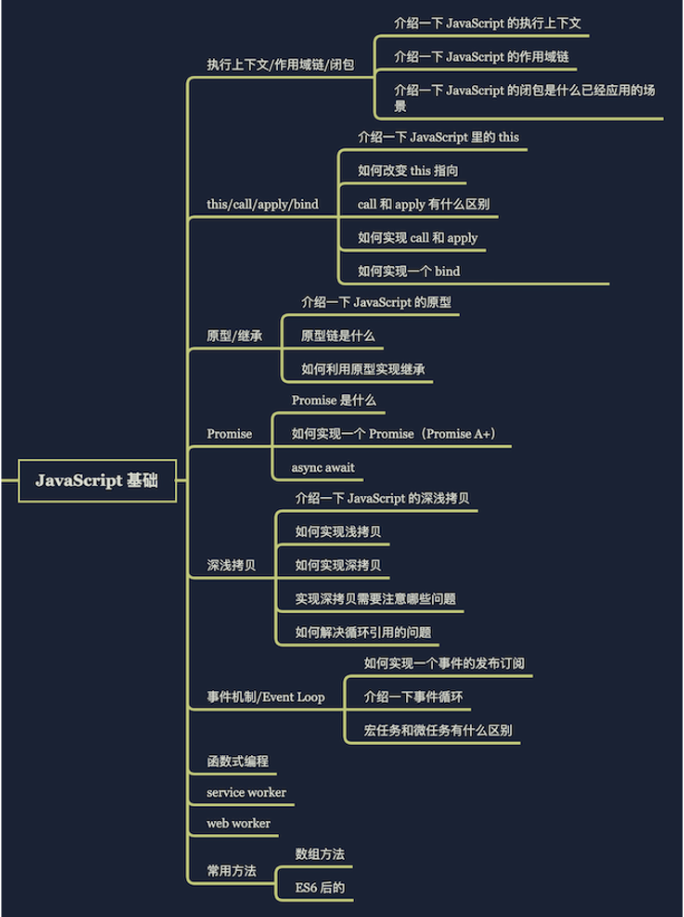 介绍一下 JavaScript 的执行上下文
执行上下文/作用域链/闭包
介绍一下 JavaScript 的作用域链
介绍一下 JavaScript 的闭包是什么已经应用的场
景
介绍一下 JavaScript 里的 this
如何改变 this 指向
this/call/apply/bind
call 和 apply 有什么区别
如何实现 call 和 apply
如何实现一个 bind
介绍一下 JavaScript 的原型
原型/继承
原型链是什么
如何利用原型实现继承
Promise 是什么
Promise
如何实现一个 Promise（Promise A+）
async await
JavaScript 基础
介绍一下 JavaScript 的深浅拷贝
如何实现浅拷贝
深浅拷贝
如何实现深拷贝
实现深拷贝需要注意哪些问题
如何解决循环引用的问题
如何实现一个事件的发布订阅
事件机制/Event Loop
介绍一下事件循环
宏任务和微任务有什么区别
函数式编程
service worker
web worker
数组方法
常用方法
ES6 后的